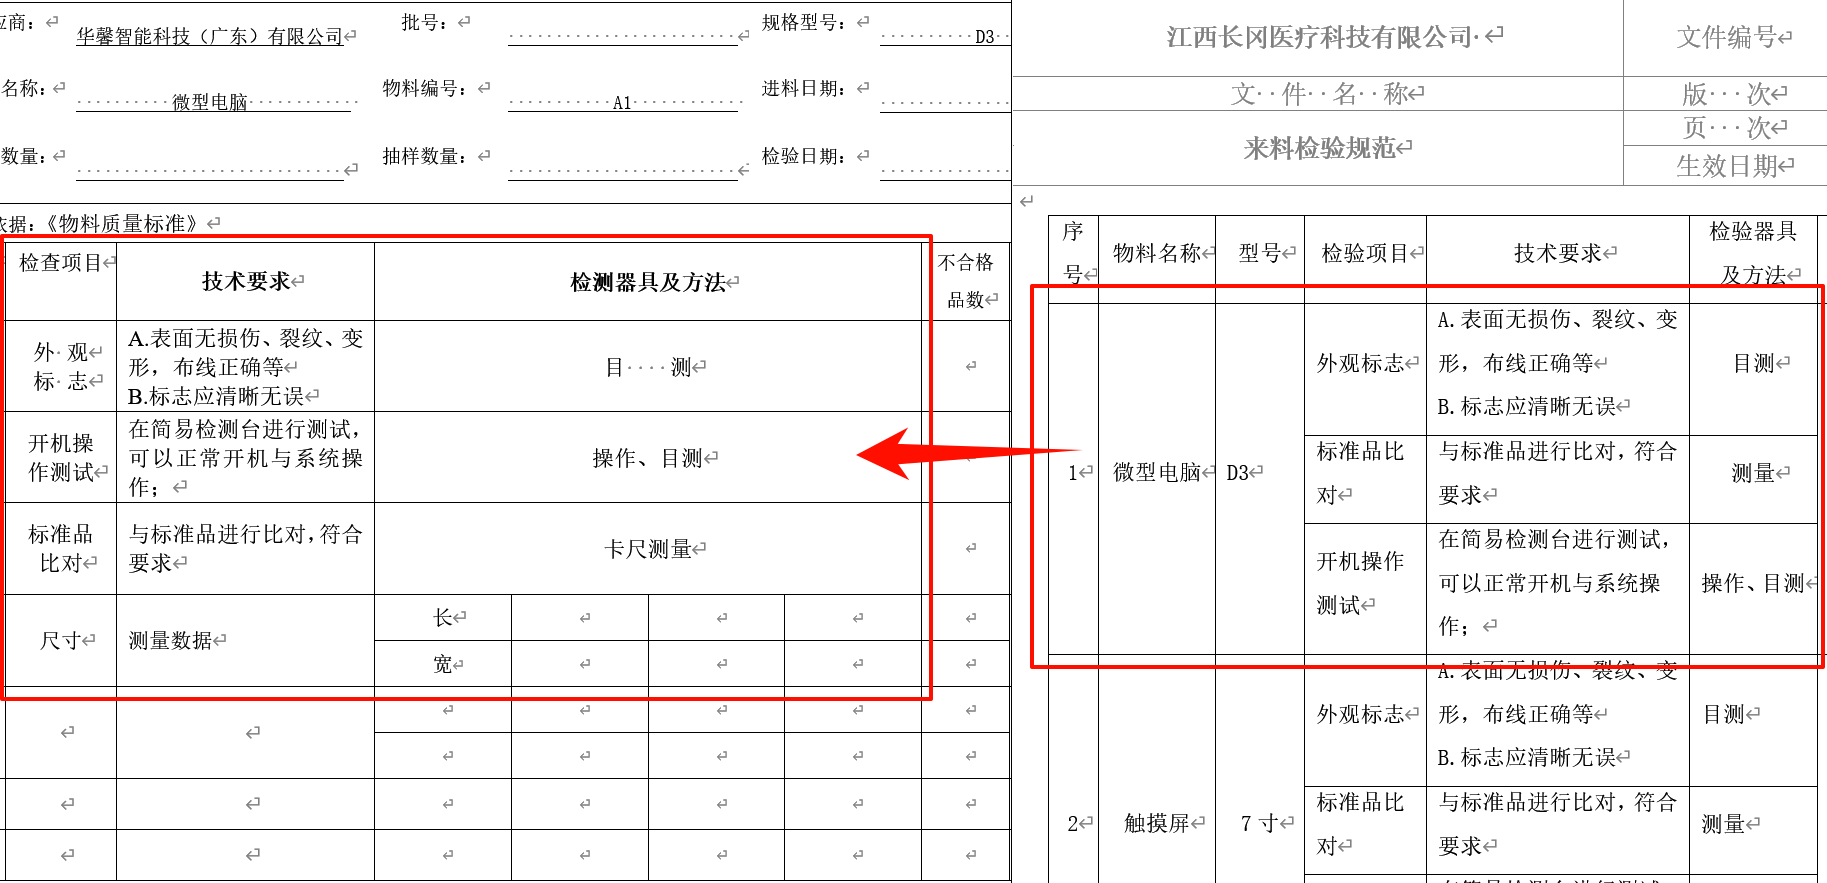 应商：
华馨智能科技（广东）有限公司
批号：
规格型号：
D3
名称：
微型电脑
物料编号：
A1
进料日期：
数量：
抽样数量：
检验日期：
依据：《物料质量标准》
检查项目
技术要求
检测器具及方法
不合格
品数
外 观
标 志
A.表面无损伤、裂纹、变
形，布线正确等
B.标志应清晰无误
目 测
开机操
作测试
在简易检测台进行测试，
可以正常开机与系统操
作；
操作、目测
标准品
比对
与标准品进行比对，符合
要求
卡尺测量
尺寸
测量数据
长
宽
江西长冈医疗科技有限公司
文件编号
文 件 名 称
版 次
来料检验规范
页 次
生效日期
序
号
物料名称
型号
检验项目
技术要求
检验器具
及方法
1
微型电脑
D3
外观标志
A.表面无损伤、裂纹、变
形，布线正确等
B.标志应清晰无误
目测
标准品比
对
与标准品进行比对，符合
要求
测量
开机操作
测试
在简易检测台进行测试，
可以正常开机与系统操
作；
操作、目测
2
触摸屏
7 寸
外观标志
A.表面无损伤、裂纹、变
形，布线正确等
B.标志应清晰无误
目测
标准品比
对
与标准品进行比对，符合
要求
测量
在简易检测台进行测试，